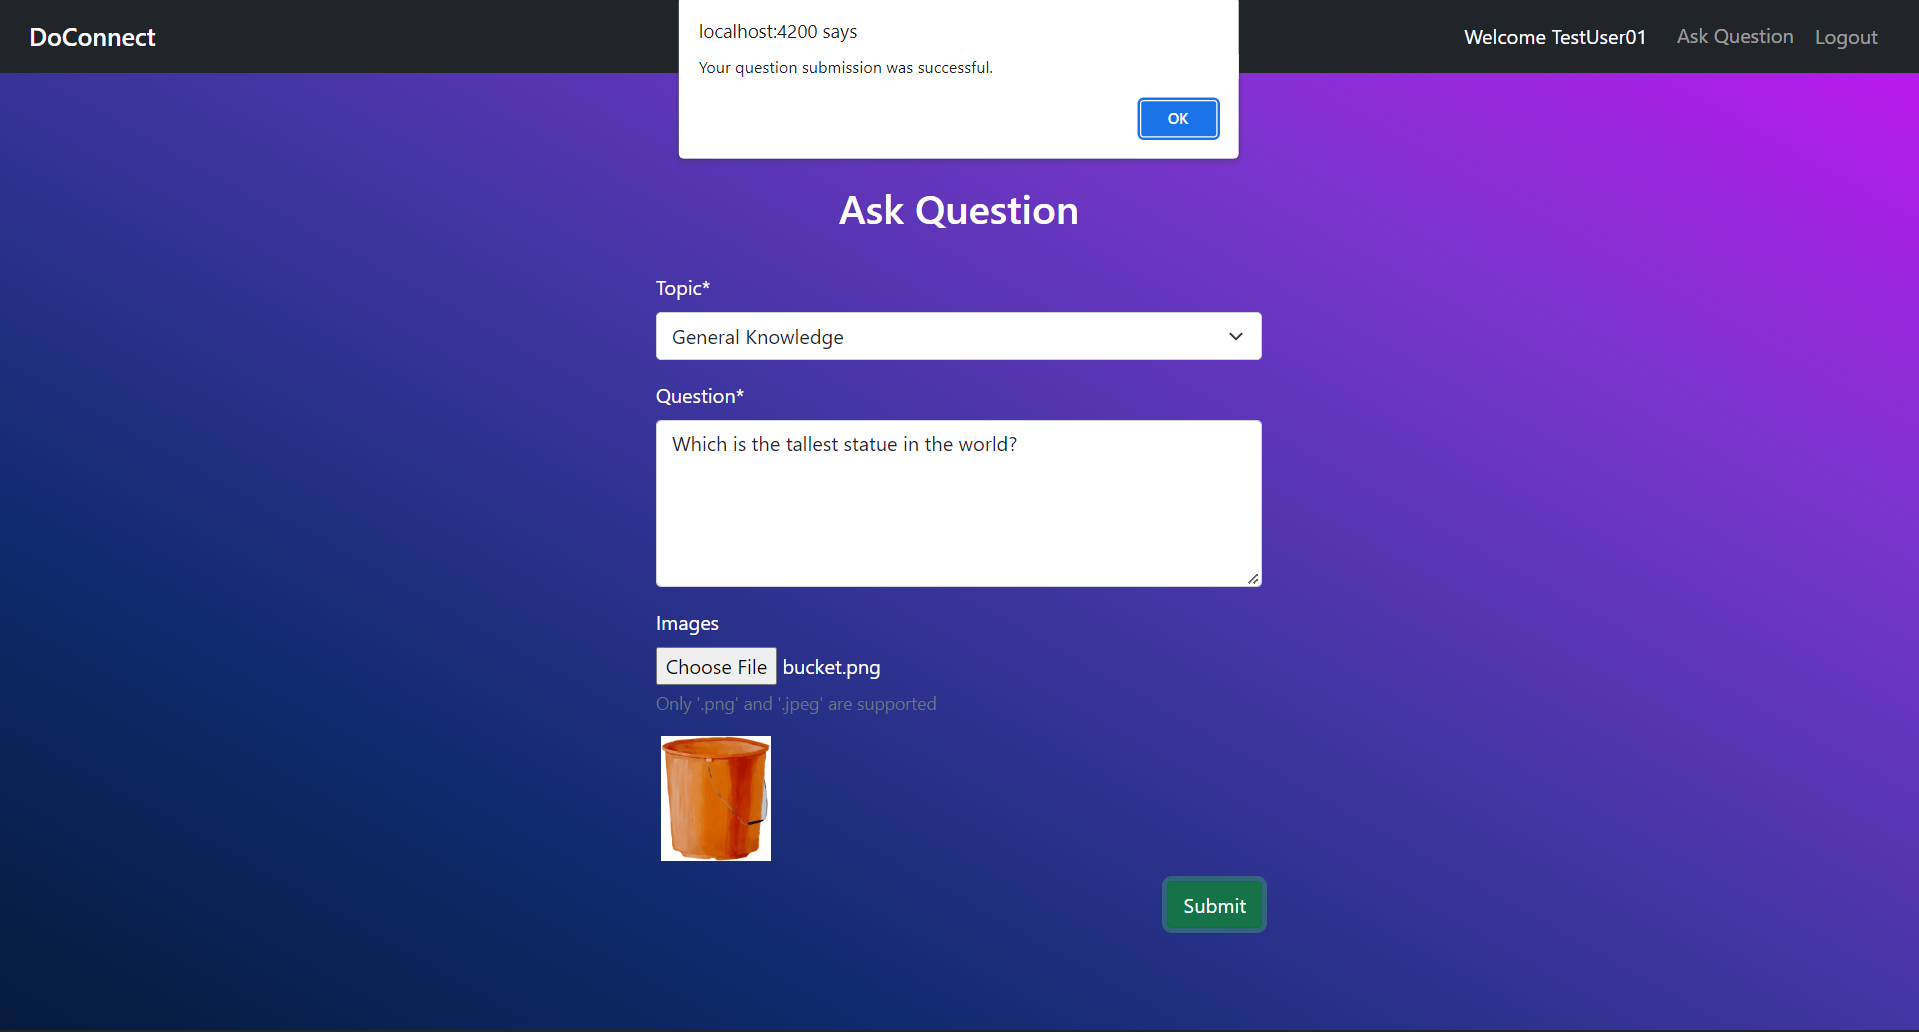 DoConnect
localhost:4200 says
Your question submission was successful.
OK
Welcome TestUser01
Ask Question
Logout
Ask Question
Topic*
General Knowledge
Question*
Which is the tallest statue in the world?
Images
Choose File bucket.png
Only '.png' and '.jpeg' are supported
Submit